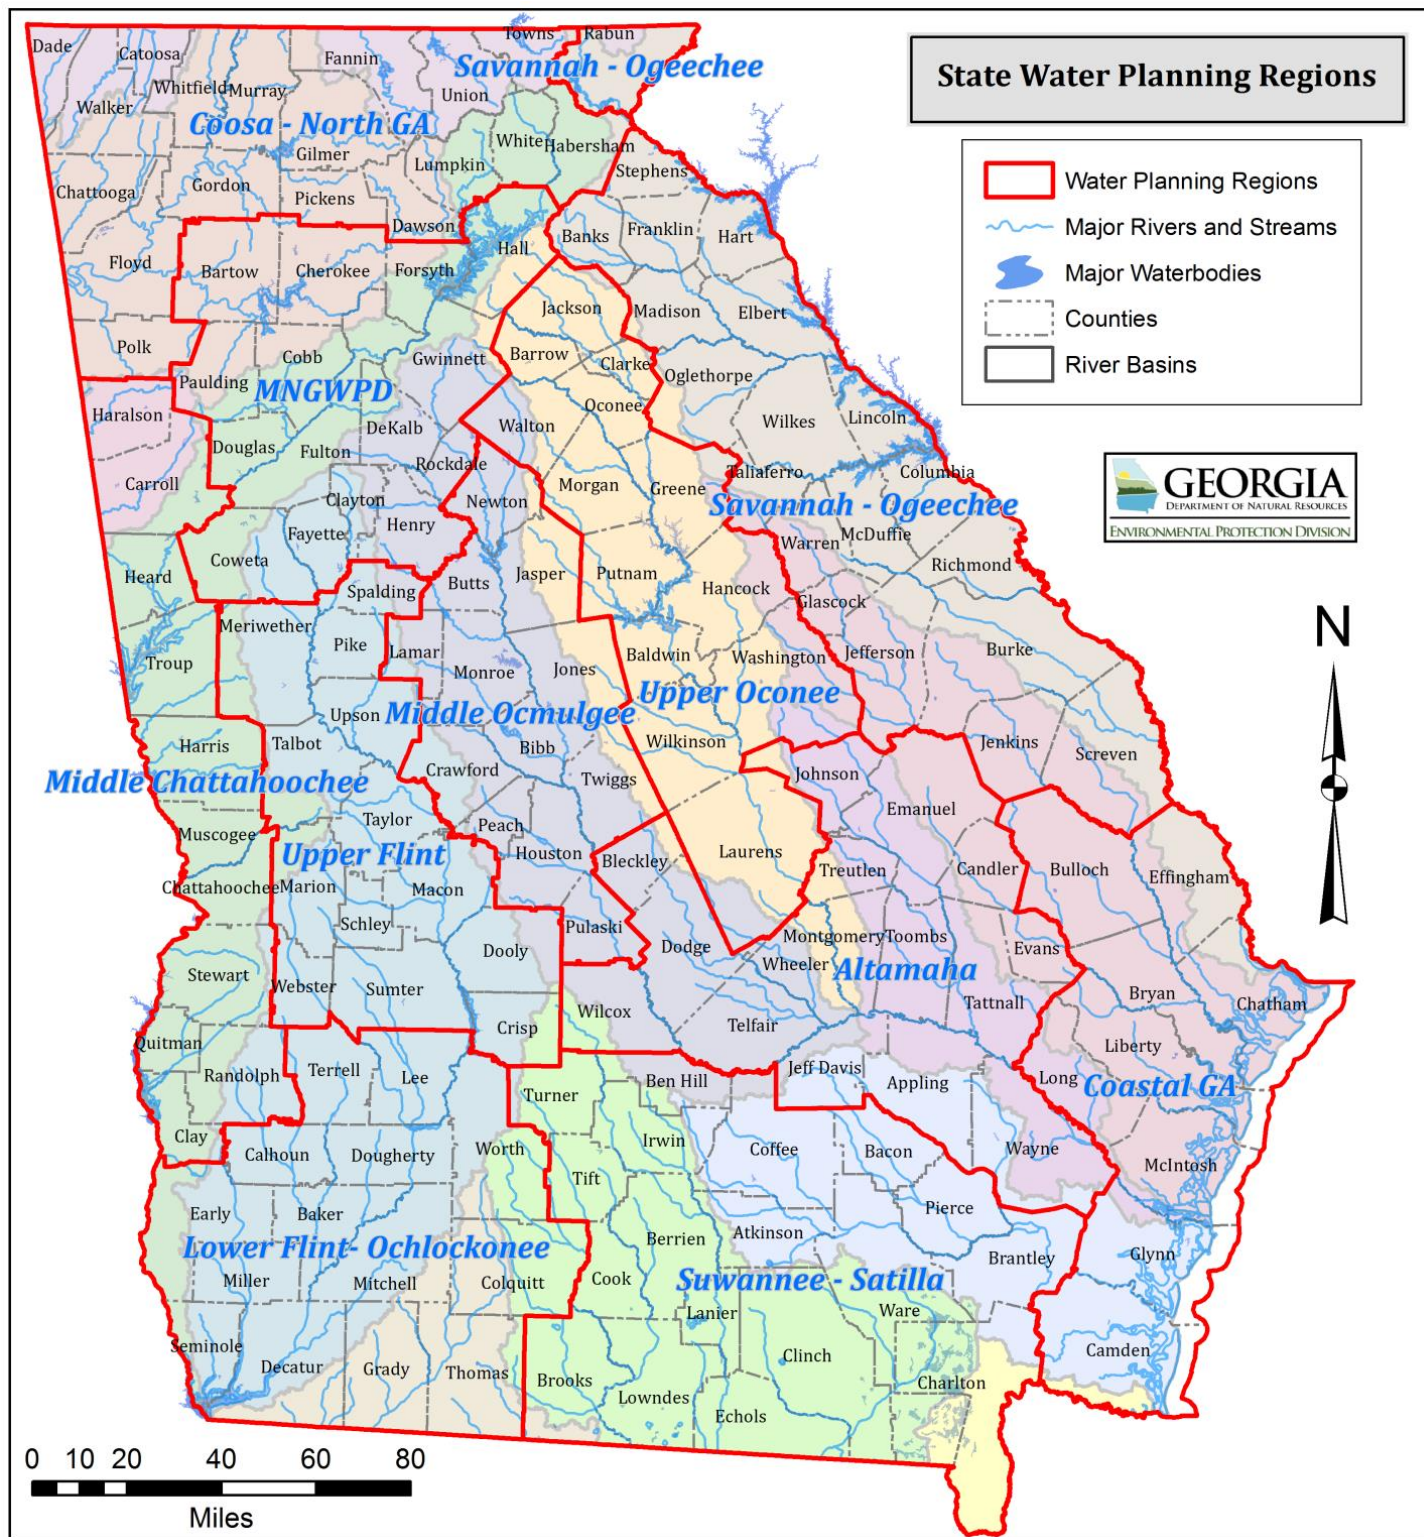 State Water Planning Regions
Water Planning Regions
Major Rivers and Streams
Major Waterbodies
Counties
River Basins
GEORGIA
DEPARTMENT OF NATURAL RESOURCES
ENVIRONMENTAL PROTECTION DIVISION
N
Dade
Catoosa
Fannin
Towns
Rabun
Savannah - Ogeechee
Walker
Whitfield
Murray
Union
Coosa - North GA
White
Habersham
Gilmer
Lumpkin
Stephens
Chattooga
Gordon
Pickens
Dawson
Franklin
Hart
Banks
Hall
Floyd
Bartow
Cherokee
Forsyth
Jackson
Madison
Elbert
Polk
Cobb
Gwinnett
Barrow
Clarke
Oglethorpe
Paulding
MNGWPD
Haralson
Oconee
Wilkes
Lincoln
DeKalb
Walton
Douglas
Fulton
Rockdale
Taliaferro
Columbia
Carroll
Clayton
Newton
Morgan
Greene
Savannah - Ogeechee
Henry
Fayette
Warren
McDuffie
Coweta
Richmond
Heard
Spalding
Butts
Jasper
Putnam
Hancock
Glascock
Meriwether
Pike
Lamar
Troup
Monroe
Jones
Baldwin
Washington
Jefferson
Burke
Upper Oconee
Upson
Middle Ocmulgee
Harris
Talbot
Bibb
Wilkinson
Jenkins
Screven
Middle Chattahoochee
Crawford
Twiggs
Johnson
Emanuel
Muscogee
Taylor
Peach
Upper Flint
Houston
Bleckley
Laurens
Treutlen
Candler
Bulloch
Effingham
Chattahoochee
Marion
Macon
Schley
Pulaski
Dodge
Montgomery
Toombs
Evans
Dooly
Wheeler
Altamaha
Stewart
Webster
Sumter
Wilcox
Telfair
Tattnall
Bryan
Chatham
Crisp
Quitman
Liberty
Randolph
Terrell
Lee
Turner
Ben Hill
Jeff Davis
Appling
Long
Coastal GA
Clay
Calhoun
Dougherty
Worth
Irwin
Coffee
Bacon
Wayne
McIntosh
Tift
Early
Baker
Pierce
Berrien
Atkinson
Lower Flint- Ochlockonee
Brantley
Glynn
Miller
Mitchell
Colquitt
Cook
Suwannee - Satilla
Lanier
Ware
Seminole
Decatur
Grady
Thomas
Brooks
Lowndes
Clinch
Charlton
Camden
Echols
0 10 20 40 60 80
Miles